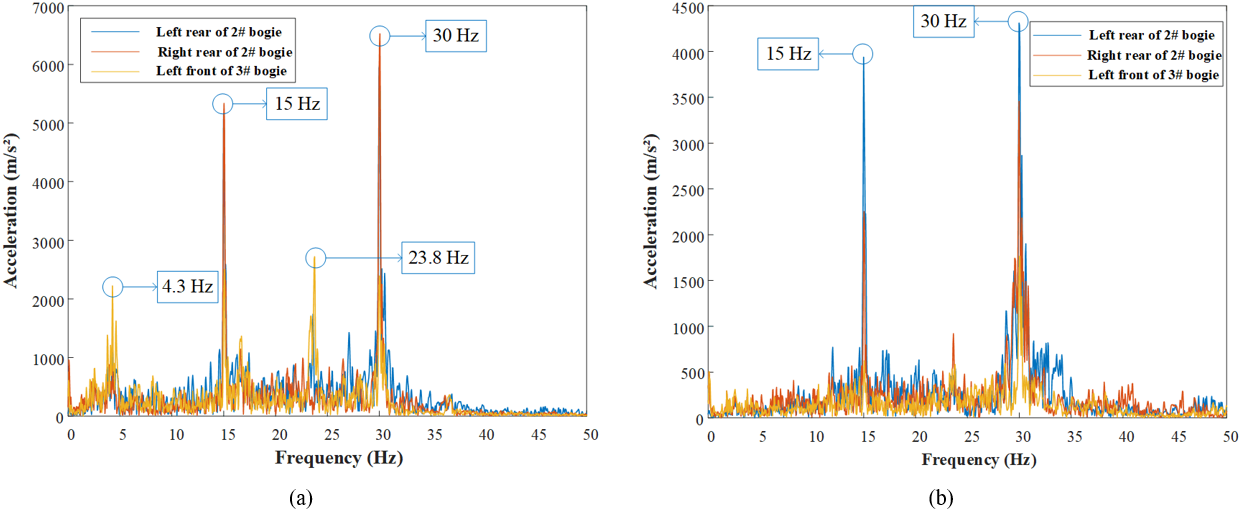 7000
6000
5000
4000
3000
2000
1000
0
Acceleration (m/s²)
Left rear of 2# bogie
Right rear of 2# bogie
Left front of 3# bogie
30 Hz
15 Hz
23.8 Hz
4.3 Hz
0 5 10 15 20 25 30 35 40 45 50
Frequency (Hz)
(a)
4500
4000
3500
3000
2500
2000
1500
1000
500
0
Acceleration (m/s²)
30 Hz
15 Hz
Left rear of 2# bogie
Right rear of 2# bogie
Left front of 3# bogie
0 5 10 15 20 25 30 35 40 45 50
Frequency (Hz)
(b)